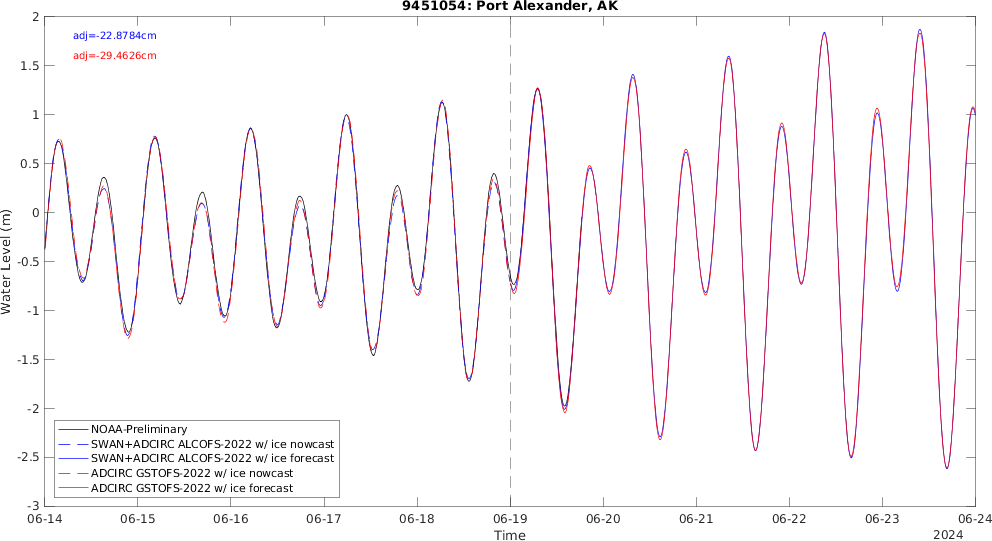 9451054: Port Alexander, AK
adj=-22.8784cm
adj=-29.4626cm
2
1.5
1
0.5
0
-0.5
-1
-1.5
-2
-2.5
-3
Water Level (m)
NOAA-Preliminary
SWAN+ADCIRC ALCOFS-2022 w/ ice nowcast
SWAN+ADCIRC ALCOFS-2022 w/ ice forecast
ADCIRC GSTOFS-2022 w/ ice nowcast
ADCIRC GSTOFS-2022 w/ ice forecast
06-14 06-15 06-16 06-17 06-18 06-19 06-20 06-21 06-22 06-23 06-24
Time
2024